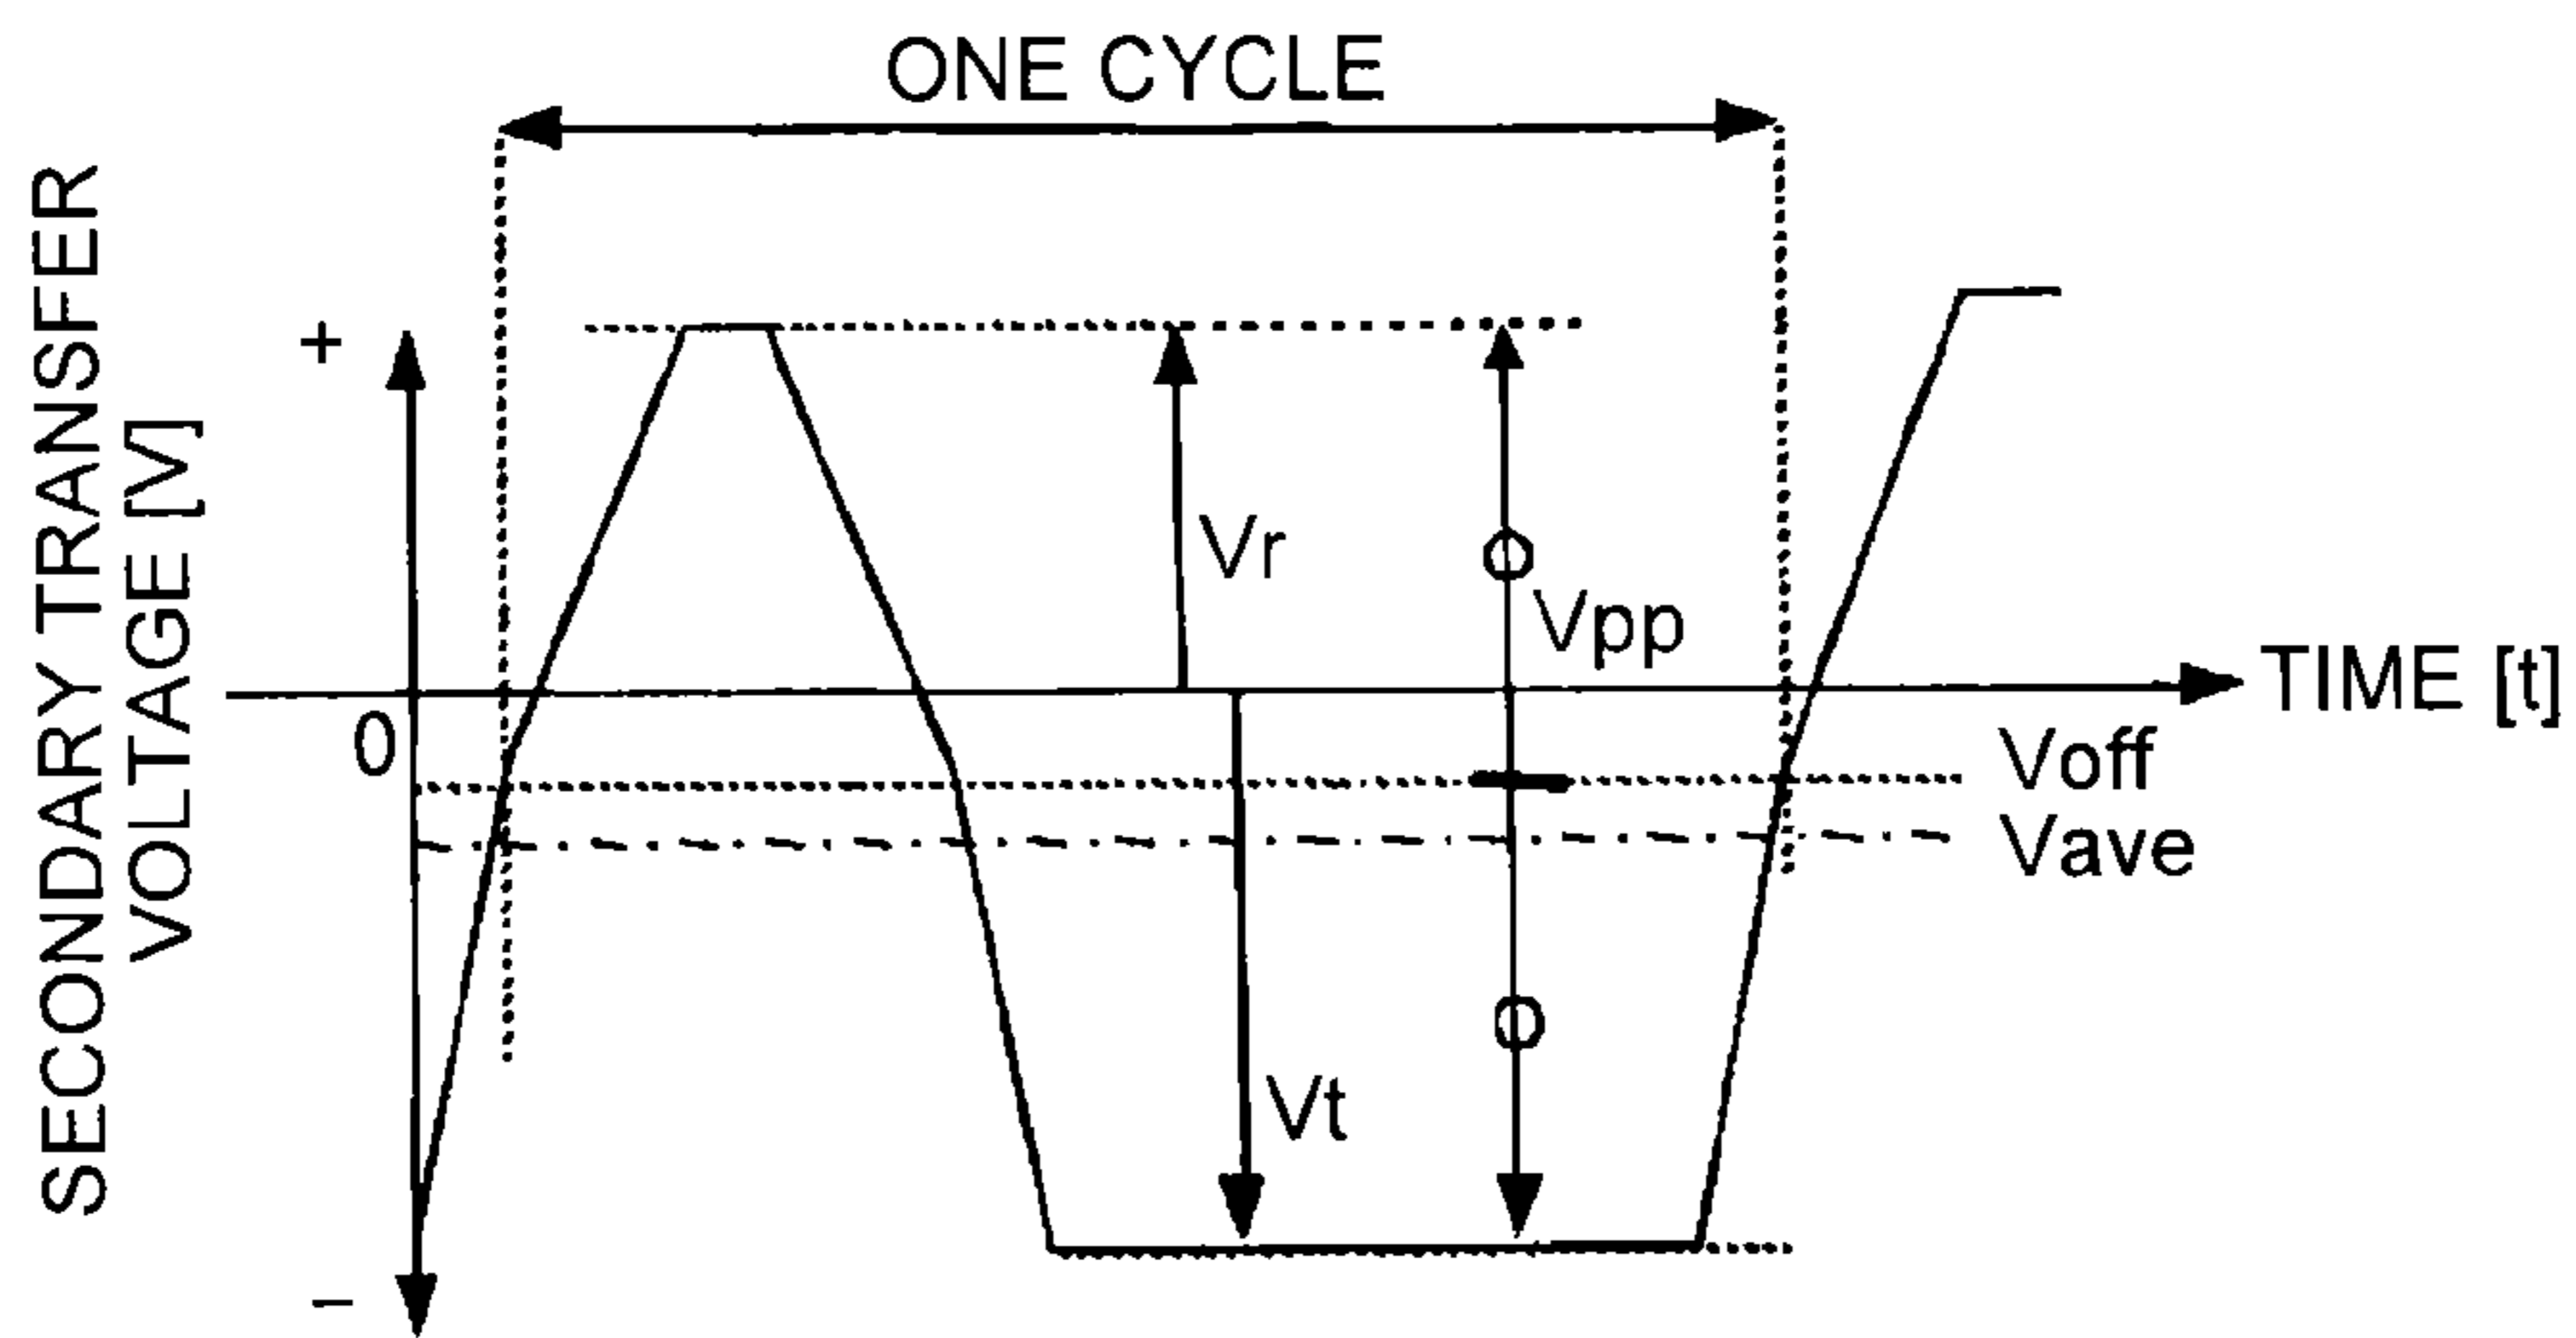 ONE CYCLE
SECONDARY TRANSFER
VOLTAGE [V]
+
Vr
Vpp
TIME [t]
0
Voff
Vave
Vt
−